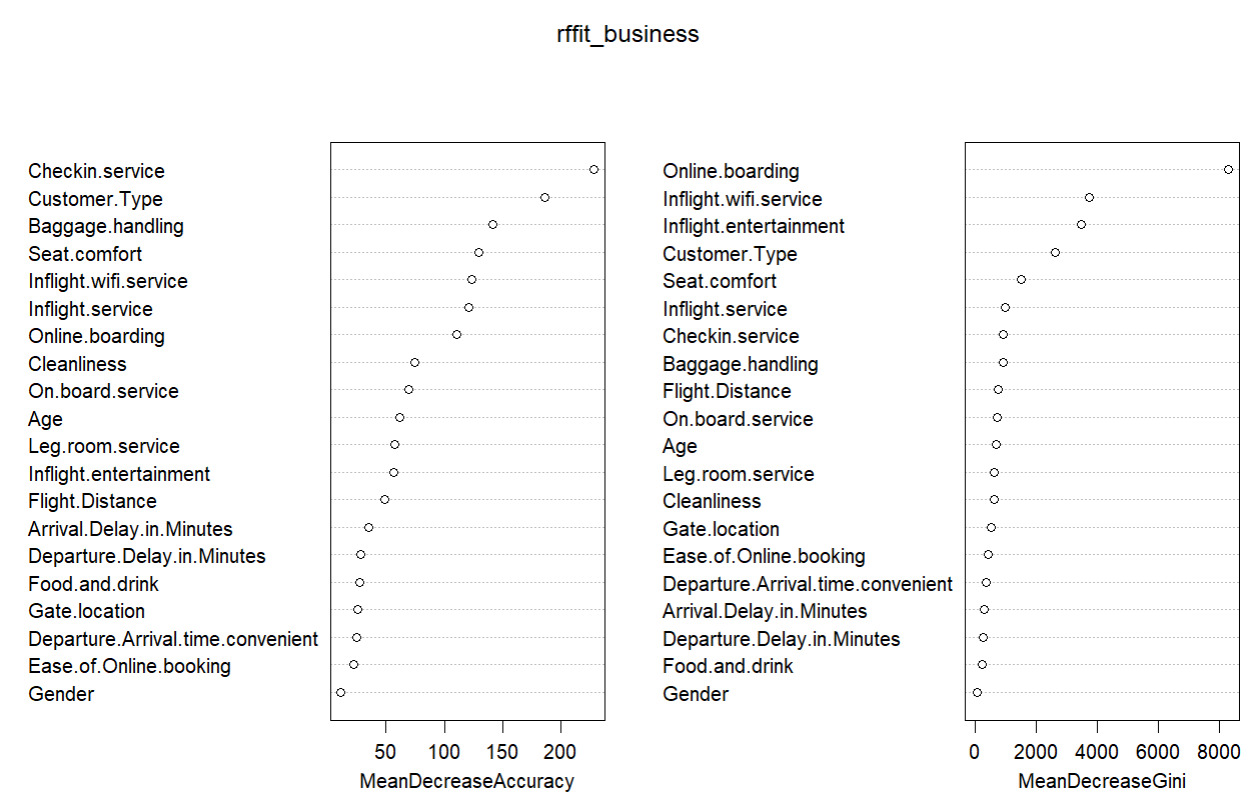 rffit_business
Checkin.service
Customer.Type
Baggage.handling
Seat.comfort
Inflight.wifi.service
Inflight.service
Online.boarding
Cleanliness
On.board.service
Age
Leg.room.service
Inflight.entertainment
Flight.Distance
Arrival.Delay.in.Minutes
Departure.Delay.in.Minutes
Food.and.drink
Gate.location
Departure.Arrival.time.convenient
Ease.of.Online.booking
Gender
50 100 150 200
MeanDecreaseAccuracy
Online.boarding
Inflight.wifi.service
Inflight.entertainment
Customer.Type
Seat.comfort
Inflight.service
Checkin.service
Baggage.handling
Flight.Distance
On.board.service
Age
Leg.room.service
Cleanliness
Gate.location
Ease.of.Online.booking
Departure.Arrival.time.convenient
Arrival.Delay.in.Minutes
Departure.Delay.in.Minutes
Food.and.drink
Gender
0 2000 4000 6000 8000
MeanDecreaseGini